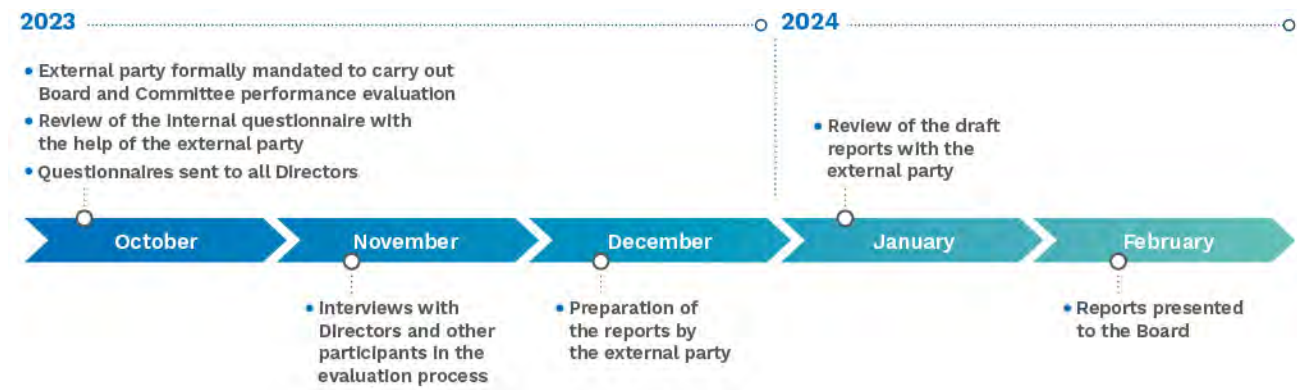 2023
2024
• External party formally mandated to carry out
Board and Committee performance evaluation
• Review of the internal questionnaire with
the help of the external party
• Questionnaires sent to all Directors
• Review of the draft
reports with the
external party
October
November
December
January
February
• Interviews with
Directors and other
participants in the
evaluation process
• Preparation of
the reports by
the external party
• Reports presented
to the Board